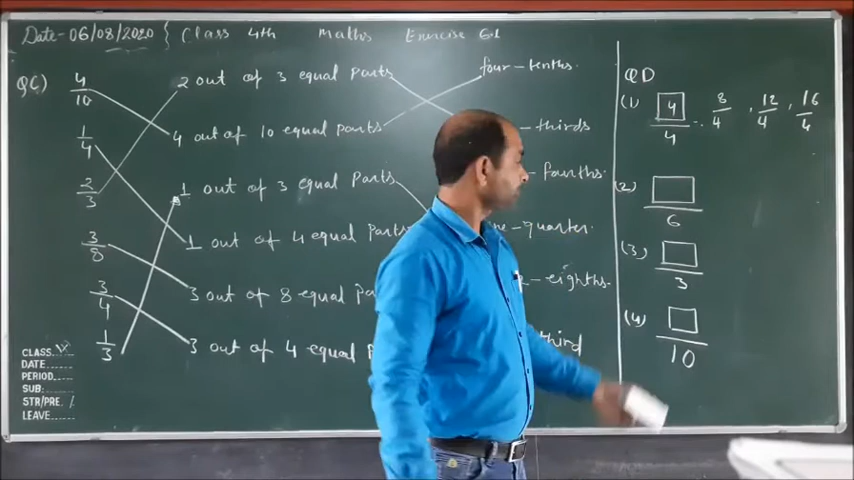 Date - 06/08/2020 Class 4th Maths Exercise 6.1
Q C)
4/10
1/4
2/3
3/8
3/4
1/3
2 out of 3 equal parts
4 out of 10 equal parts
1 out of 3 equal parts
1 out of 4 equal parts
3 out of 8 equal
3 out of 4 equal
four-tenths
-thirds
-Fourths
-quarter
-eighths
third
Q D
(1) 4/4, 8/4, 12/4, 16/4
(2) 6
(3) 3
(4) 10
CLASS
DATE
PERIOD
SUB:
STR/PRE.
LEAVE